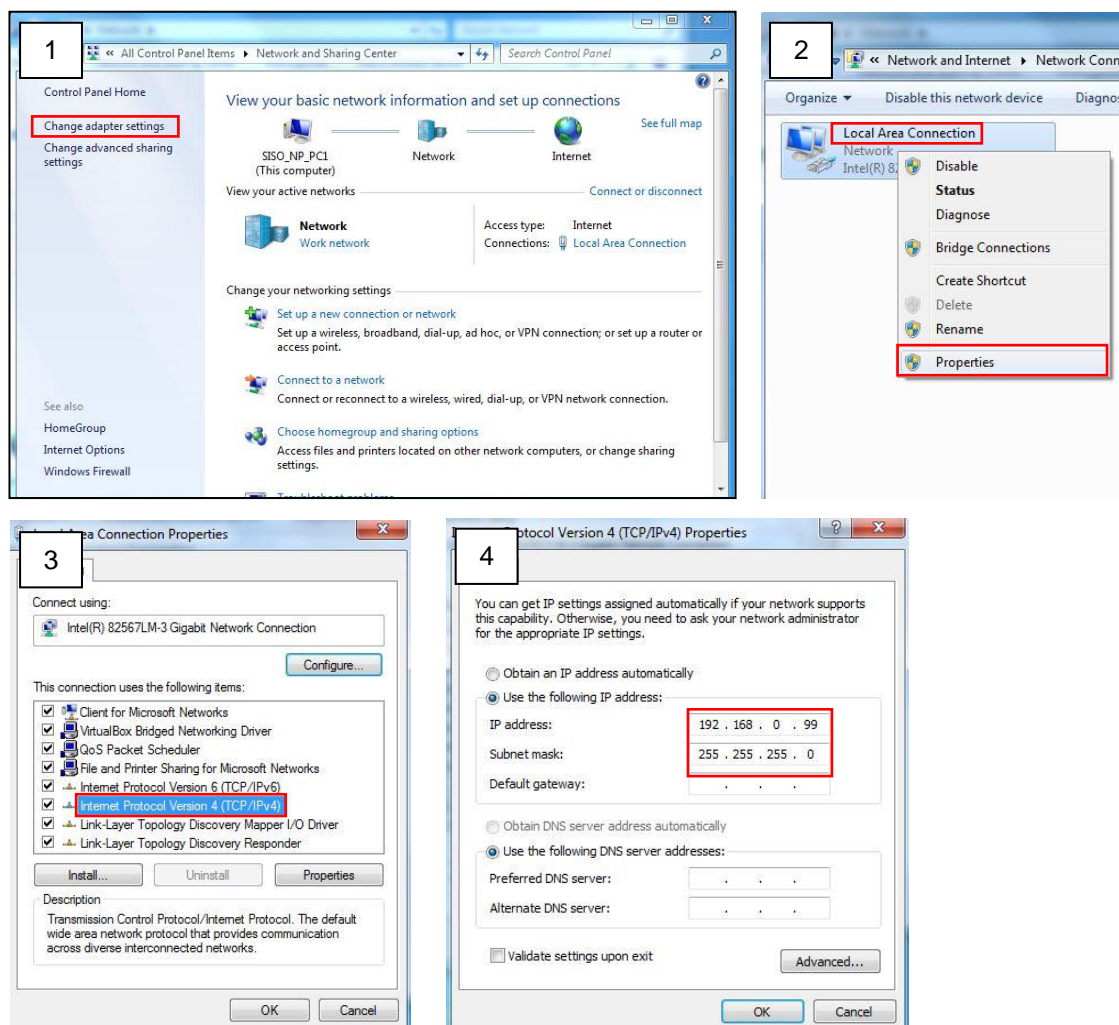 1
« All Control Panel Items ▸ Network and Sharing Center
Search Control Panel
Control Panel Home
Change adapter settings
Change advanced sharing
settings
See also
HomeGroup
Internet Options
Windows Firewall
View your basic network information and set up connections
See full map
SISO_NP_PC1
(This computer)
Network
Internet
View your active networks
Connect or disconnect
Network
Work network
Access type: Internet
Connections: Local Area Connection
Change your networking settings
Set up a new connection or network
Set up a wireless, broadband, dial-up, ad hoc, or VPN connection; or set up a router or
access point.
Connect to a network
Connect or reconnect to a wireless, wired, dial-up, or VPN network connection.
Choose homegroup and sharing options
Access files and printers located on other network computers, or change sharing
settings.
Troubleshoot problems
2
« Network and Internet ▸ Network Conn
Organize Disable this network device Diagnos
Local Area Connection
Network
Intel(R) 82
Disable
Status
Diagnose
Bridge Connections
Create Shortcut
Delete
Rename
Properties
3
ea Connection Properties
Connect using:
Intel(R) 82567LM-3 Gigabit Network Connection
Configure...
This connection uses the following items:
Client for Microsoft Networks
VirtualBox Bridged Networking Driver
QoS Packet Scheduler
File and Printer Sharing for Microsoft Networks
Internet Protocol Version 6 (TCP/IPv6)
Internet Protocol Version 4 (TCP/IPv4)
Link-Layer Topology Discovery Mapper I/O Driver
Link-Layer Topology Discovery Responder
Install... Uninstall Properties
Description
Transmission Control Protocol/Internet Protocol. The default
wide area network protocol that provides communication
across diverse interconnected networks.
OK Cancel
4
otocol Version 4 (TCP/IPv4) Properties
You can get IP settings assigned automatically if your network supports
this capability. Otherwise, you need to ask your network administrator
for the appropriate IP settings.
Obtain an IP address automatically
Use the following IP address:
IP address: 192 . 168 . 0 . 99
Subnet mask: 255 . 255 . 255 . 0
Default gateway: . . .
Obtain DNS server address automatically
Use the following DNS server addresses:
Preferred DNS server: . . .
Alternate DNS server: . . .
Validate settings upon exit
Advanced...
OK Cancel